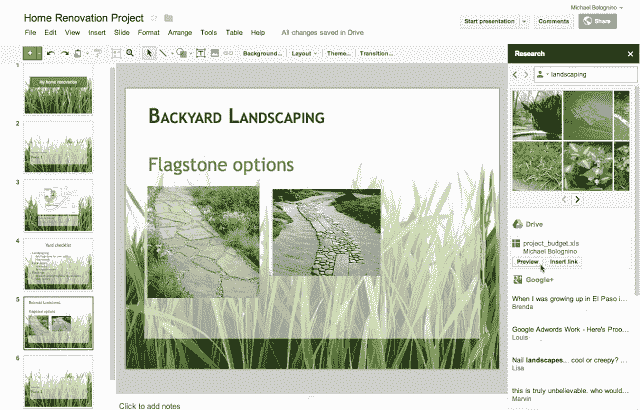 Michael Bolognino
Home Renovation Project
File Edit View Insert Slide Format Arrange Tools Table Help All changes saved in Drive
Start presentation Comments Share
Background... Layout Theme... Transition...
Research
landscaping
1
My home renovation
2
3
4
Yard checklist
5
Backyard Landscaping
Flagstone options
6
Backyard Landscaping
Flagstone options
Drive
project_budget.xls
Michael Bolognino
Preview Insert link
Google+
When I was growing up in El Paso i...
Brenda
Google Adwords Work - Here's Proo...
Louis
Nail landscapes... cool or creepy? ...
Lisa
this is truly unbelievable. who would...
Marvin
Click to add notes